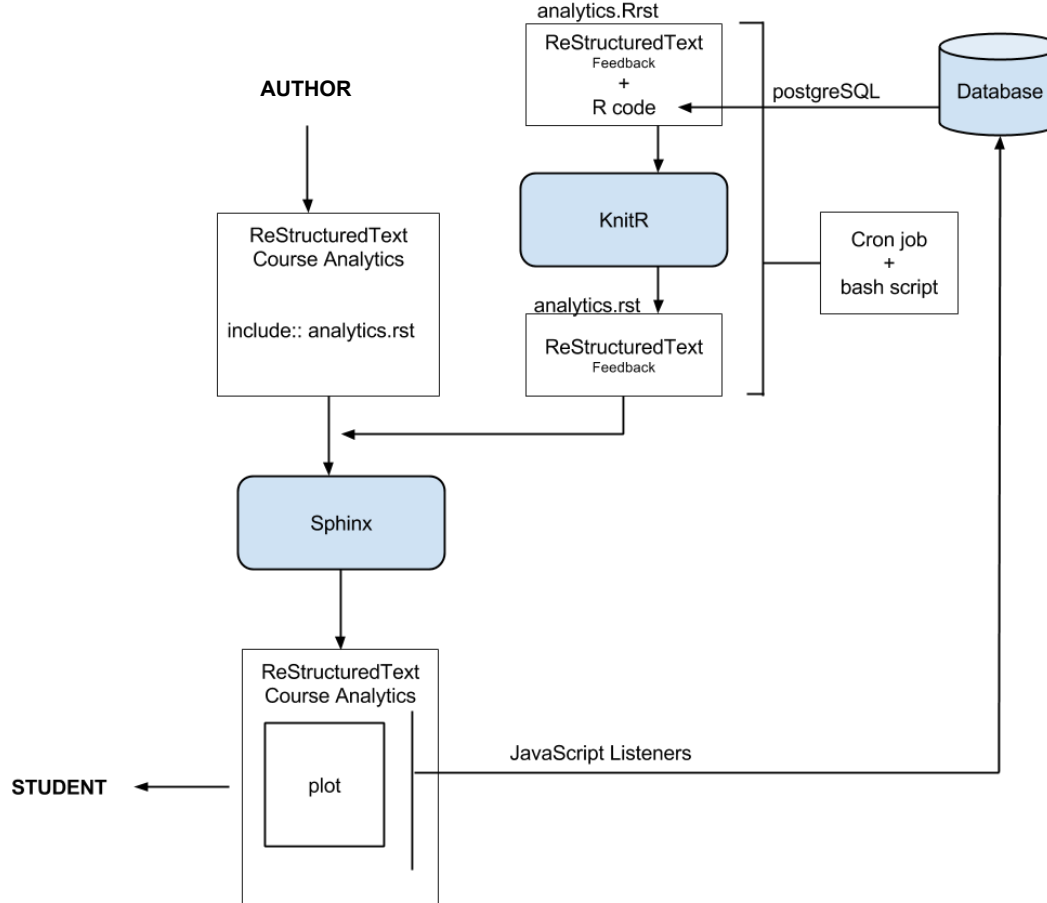 analytics.Rrst
ReStructuredText
Feedback
+
R code
AUTHOR
postgreSQL
Database
KnitR
ReStructuredText
Course Analytics
include:: analytics.rst
Cron job
+
bash script
analytics.rst
ReStructuredText
Feedback
Sphinx
ReStructuredText
Course Analytics
plot
JavaScript Listeners
STUDENT